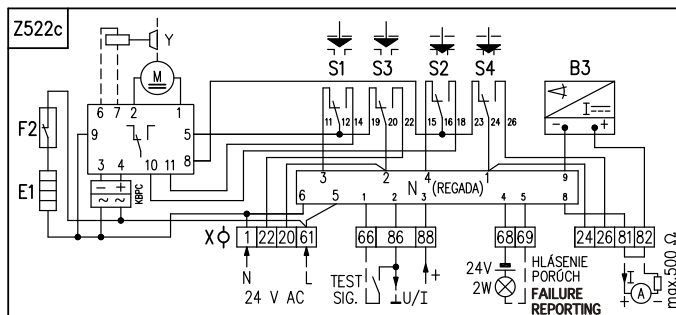 Z522c
Y
M
S1 S3 S2 S4
B3
I
- +
6 7 2 1
9 5
8
3 4 10 11
- +
~ ~
KBPC
F2
E1
11 12 14 19 20 22 15 16 18 23 24 26
3 2 4 1 9
N (REGADA)
6 5 1 2 3 4 5 8
X 1 22 20 61 66 86 88 68 69 24 26 81 82
N L
24 V AC
TEST
SIG.
U/I
+
24V
2W
HLÁSENIE
PORÚCH
FAILURE
REPORTING
I
+ A -
max.500 Ω